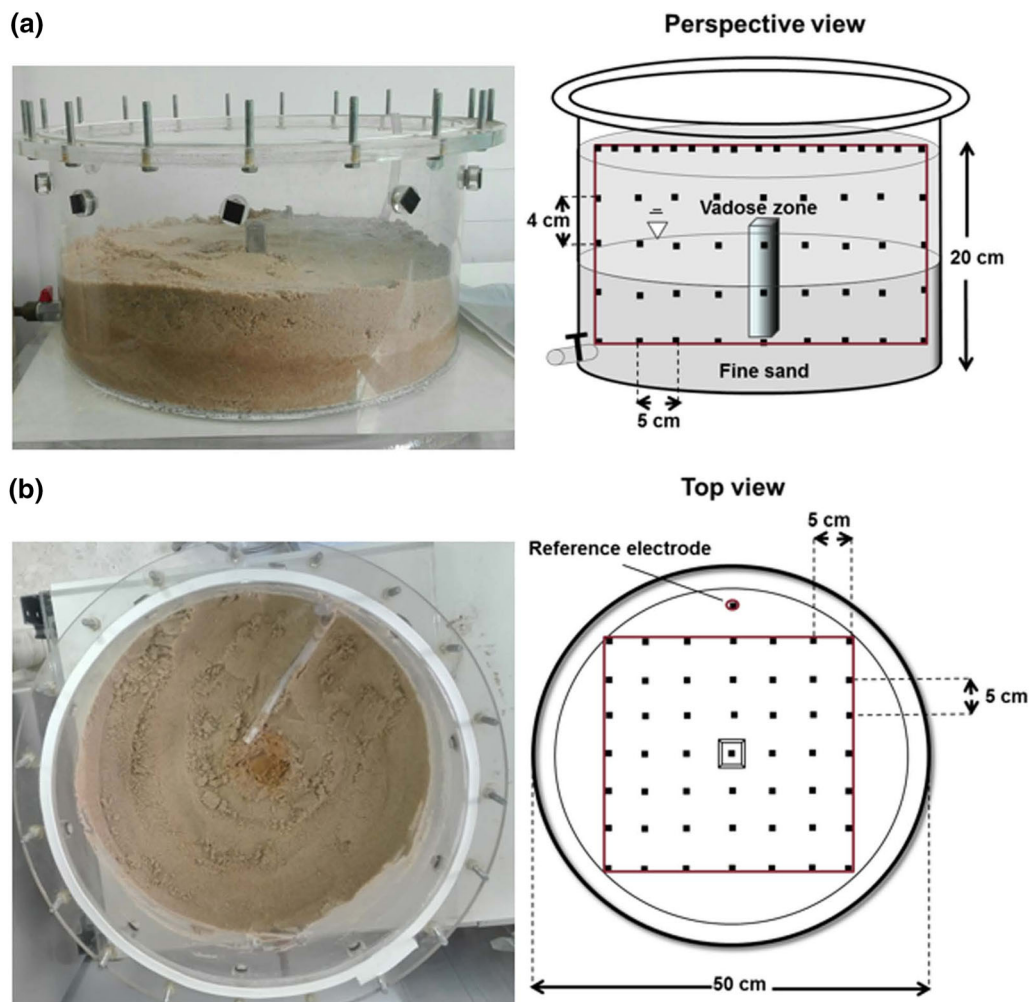 (a)
Perspective view
Vadose zone
4 cm
20 cm
Fine sand
5 cm
(b)
Top view
5 cm
Reference electrode
5 cm
50 cm